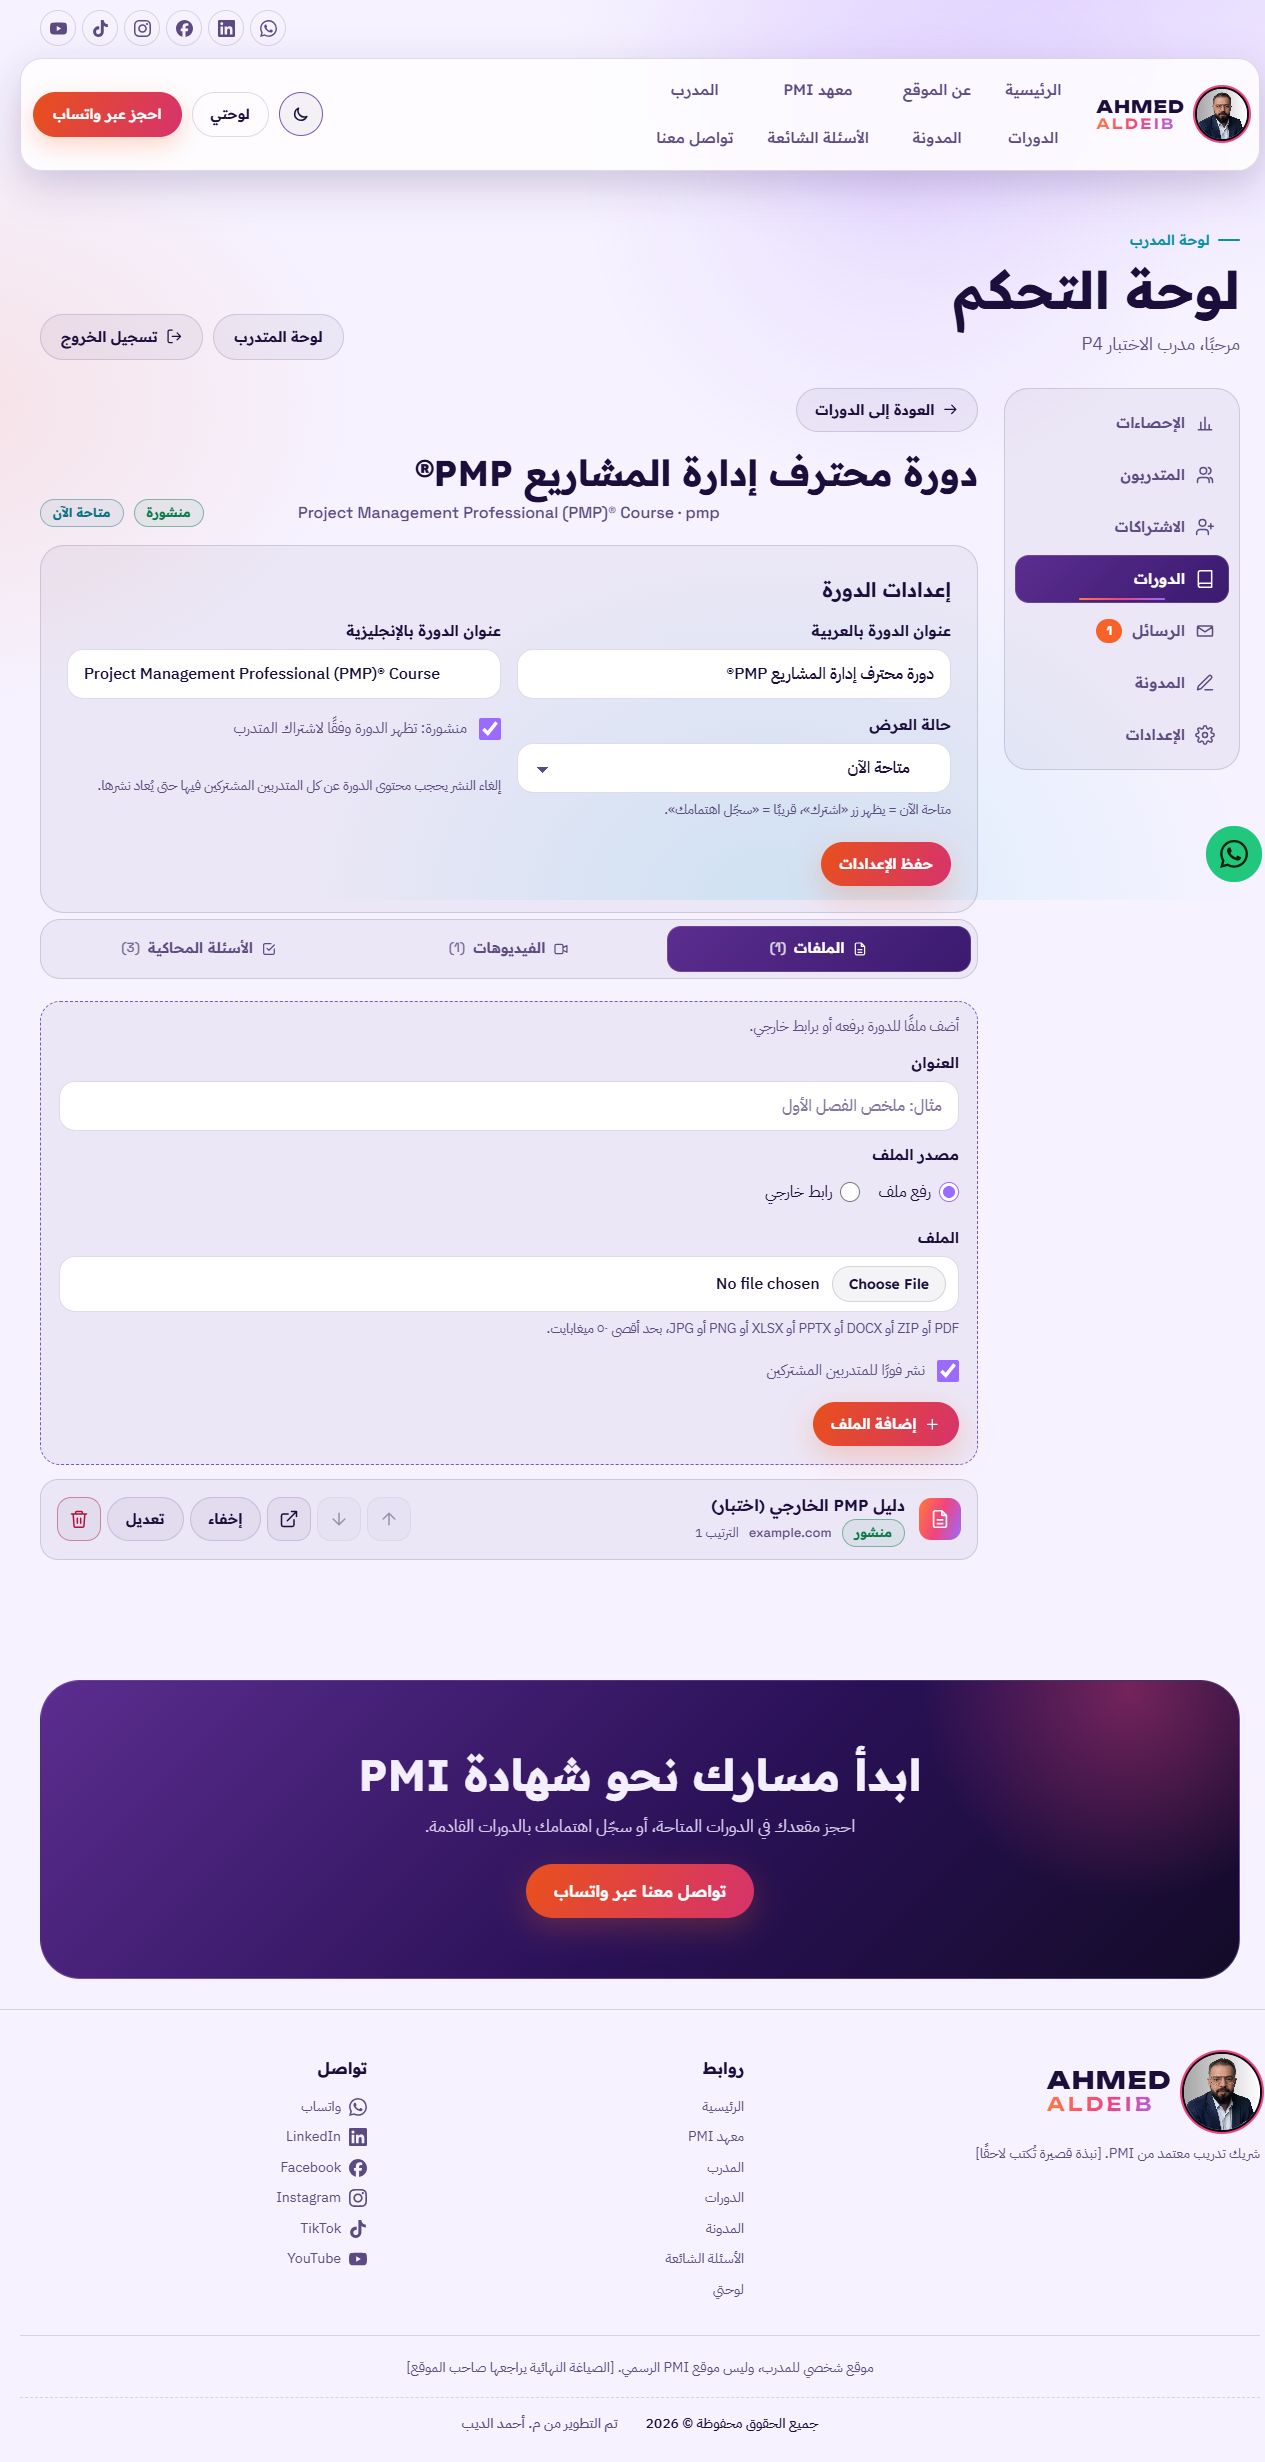 AHMED
ALDEIB
الرئيسية
عن الموقع
معهد PMI
المدرب
الدورات
المدونة
الأسئلة الشائعة
تواصل معنا
لوحتي
احجز عبر واتساب
لوحة المدرب
لوحة التحكم
مرحبًا، مدرب الاختبار P4
لوحة المتدرب
تسجيل الخروج
الإحصاءات
المتدربون
الاشتراكات
الدورات
الرسائل 1
المدونة
الإعدادات
العودة إلى الدورات
دورة محترف إدارة المشاريع PMP®
Project Management Professional (PMP)® Course · pmp
منشورة
متاحة الآن
إعدادات الدورة
عنوان الدورة بالعربية
دورة محترف إدارة المشاريع PMP®
عنوان الدورة بالإنجليزية
Project Management Professional (PMP)® Course
حالة العرض
متاحة الآن
متاحة الآن = يظهر زر «اشترك»، قريبًا = «سجّل اهتمامك».
منشورة: تظهر الدورة وفقًا لاشتراك المتدرب
إلغاء النشر يحجب محتوى الدورة عن كل المتدربين المشتركين فيها حتى يُعاد نشرها.
حفظ الإعدادات
الملفات (1)
الفيديوهات (1)
الأسئلة المحاكية (3)
أضف ملفًا للدورة برفعه أو برابط خارجي.
العنوان
مثال: ملخص الفصل الأول
مصدر الملف
رفع ملف
رابط خارجي
الملف
Choose File No file chosen
PDF أو ZIP أو DOCX أو PPTX أو XLSX أو PNG أو JPG، بحد أقصى ٥٠ ميغابايت.
نشر فورًا للمتدربين المشتركين
إضافة الملف
دليل PMP الخارجي (اختبار)
منشور example.com الترتيب 1
إخفاء
تعديل
ابدأ مسارك نحو شهادة PMI
احجز مقعدك في الدورات المتاحة، أو سجّل اهتمامك بالدورات القادمة.
تواصل معنا عبر واتساب
AHMED
ALDEIB
شريك تدريب معتمد من PMI. [نبذة قصيرة تُكتب لاحقًا]
روابط
الرئيسية
معهد PMI
المدرب
الدورات
المدونة
الأسئلة الشائعة
لوحتي
تواصل
واتساب
LinkedIn
Facebook
Instagram
TikTok
YouTube
موقع شخصي للمدرب، وليس موقع PMI الرسمي. [الصياغة النهائية يراجعها صاحب الموقع]
جميع الحقوق محفوظة © 2026
تم التطوير من م. أحمد الديب